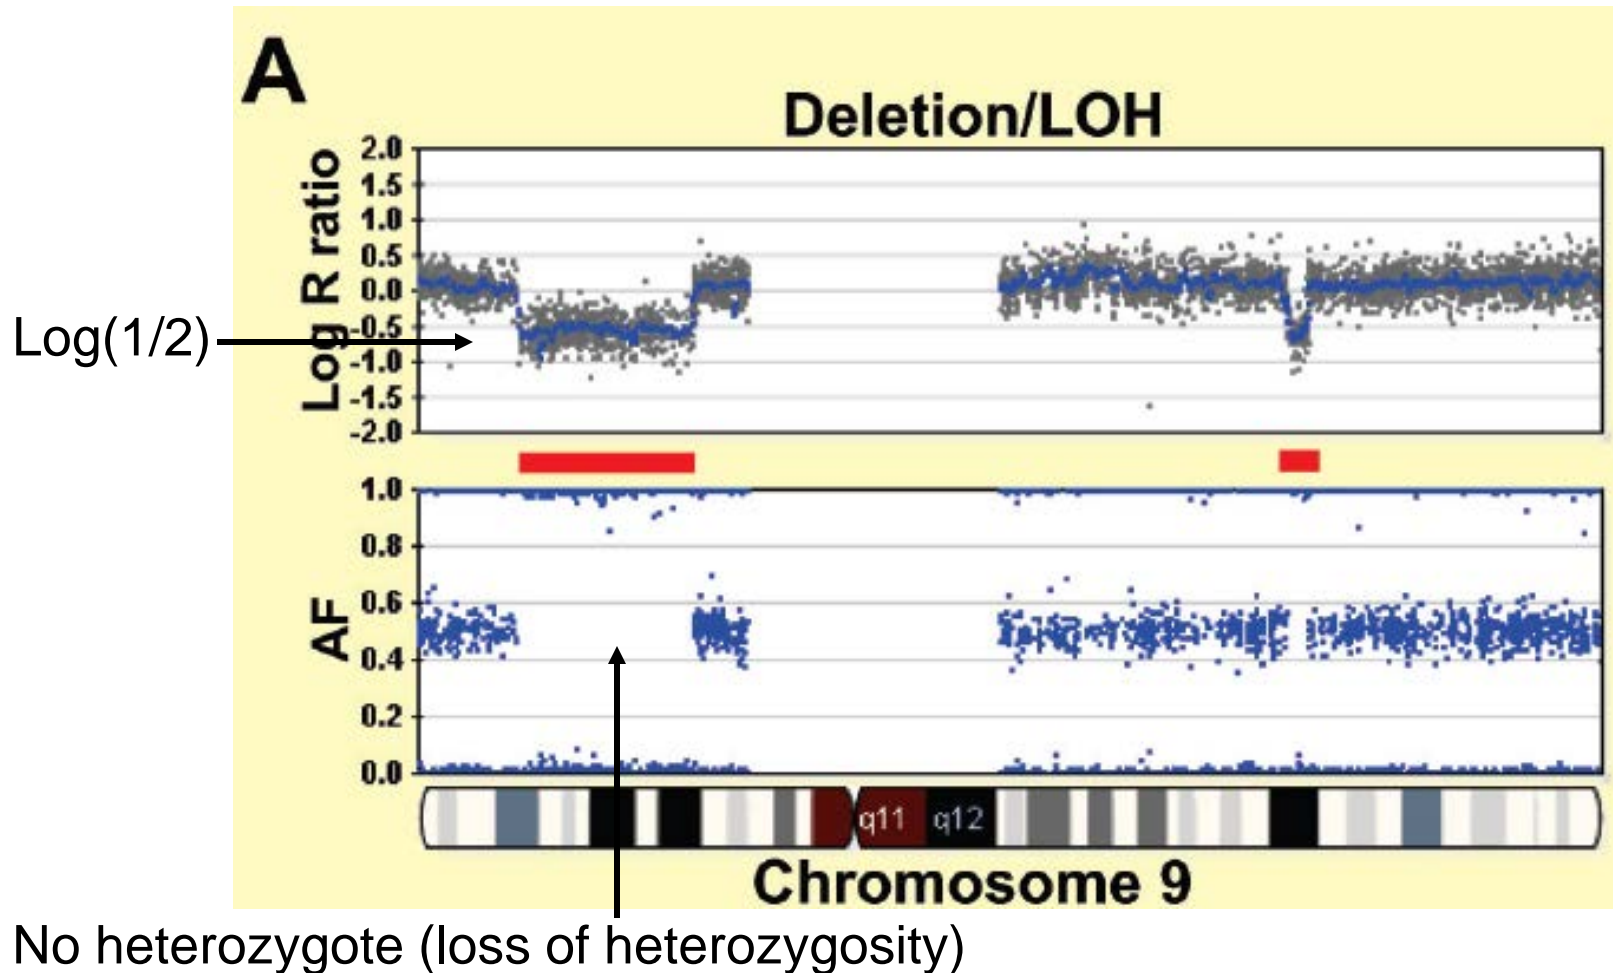 A
Deletion/LOH
Log R ratio
2.0
1.5
1.0
0.5
0.0
-0.5
-1.0
-1.5
-2.0
Log(1/2)
AF
1.0
0.8
0.6
0.4
0.2
0.0
q11 q12
Chromosome 9
No heterozygote (loss of heterozygosity)